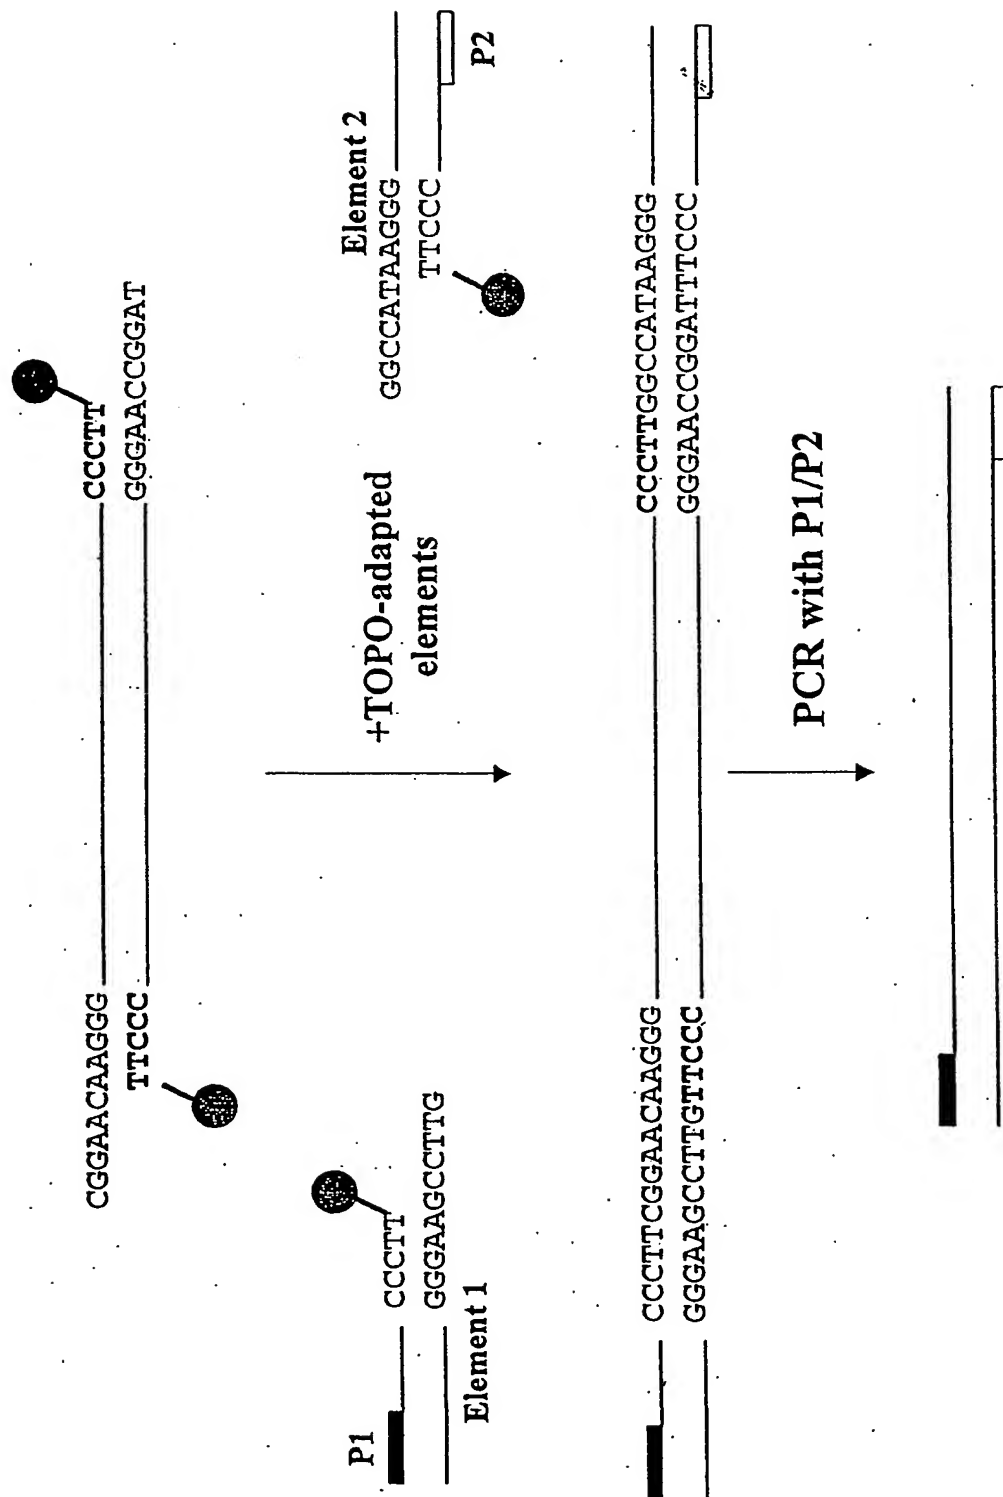 CCCTT
CGGAACAAGGG
TTCCC
GGGAACCGGAT
Element 2
P1
CCCTT
+TOPO-adapted
elements
GGCCATAAGGG
GGGAAGCCTTG
TTCCC
Element 1
P2
CCCTTCGGAACAAGGG
CCCTTGGCCATAAGGG
GGGAAGCCTTGTTCCC
GGGAACCGGATTTCCC
PCR with P1/P2